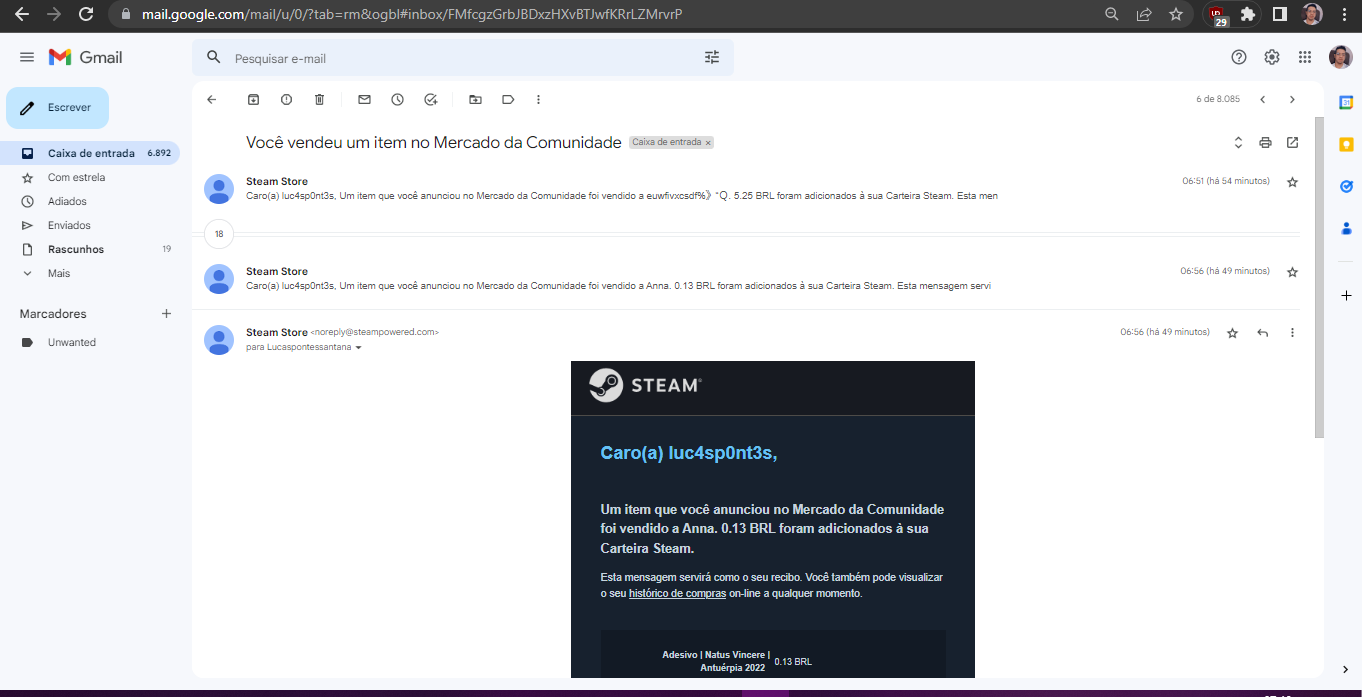 mail.google.com/mail/u/0/?tab=rm&ogbl#inbox/FMfcgzGrbJBDxzHXvBTJwfKRrLZMrvrP
29
Gmail
Pesquisar e-mail
Escrever
6 de 8.085
Caixa de entrada 6.892
Com estrela
Adiados
Enviados
Rascunhos 19
Mais
Marcadores
Unwanted
Você vendeu um item no Mercado da Comunidade Caixa de entrada x
Steam Store
06:51 (há 54 minutos)
Caro(a) luc4sp0nt3s, Um item que você anunciou no Mercado da Comunidade foi vendido a euwfivxcsdf%》“Q. 5.25 BRL foram adicionados à sua Carteira Steam. Esta men
18
Steam Store
06:56 (há 49 minutos)
Caro(a) luc4sp0nt3s, Um item que você anunciou no Mercado da Comunidade foi vendido a Anna. 0.13 BRL foram adicionados à sua Carteira Steam. Esta mensagem servi
Steam Store <noreply@steampowered.com>
06:56 (há 49 minutos)
para Lucaspontessantana
STEAM®
Caro(a) luc4sp0nt3s,
Um item que você anunciou no Mercado da Comunidade
foi vendido a Anna. 0.13 BRL foram adicionados à sua
Carteira Steam.
Esta mensagem servirá como o seu recibo. Você também pode visualizar
o seu histórico de compras on-line a qualquer momento.
Adesivo | Natus Vincere |
Antuérpia 2022
0.13 BRL